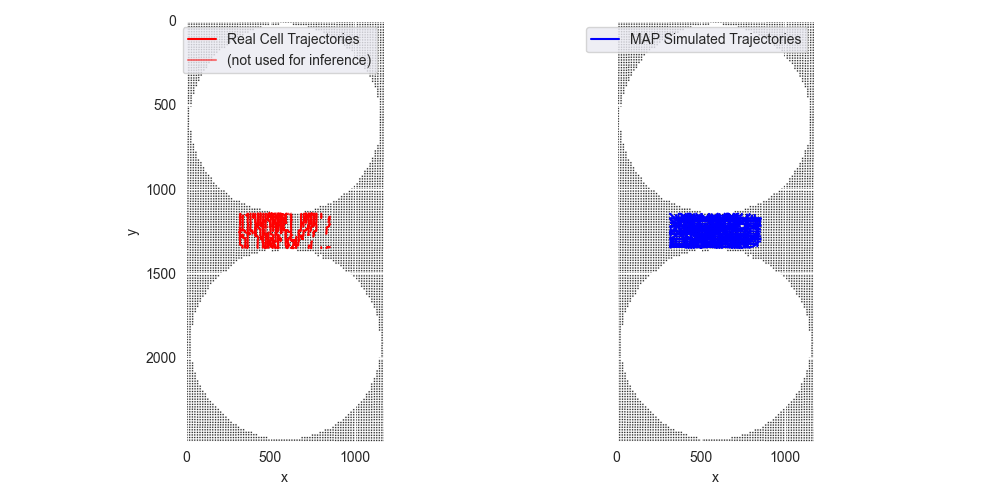 Real Cell Trajectories
(not used for inference)
MAP Simulated Trajectories
0
500
1000
1500
2000
y
0
500
1000
x
0
500
1000
x